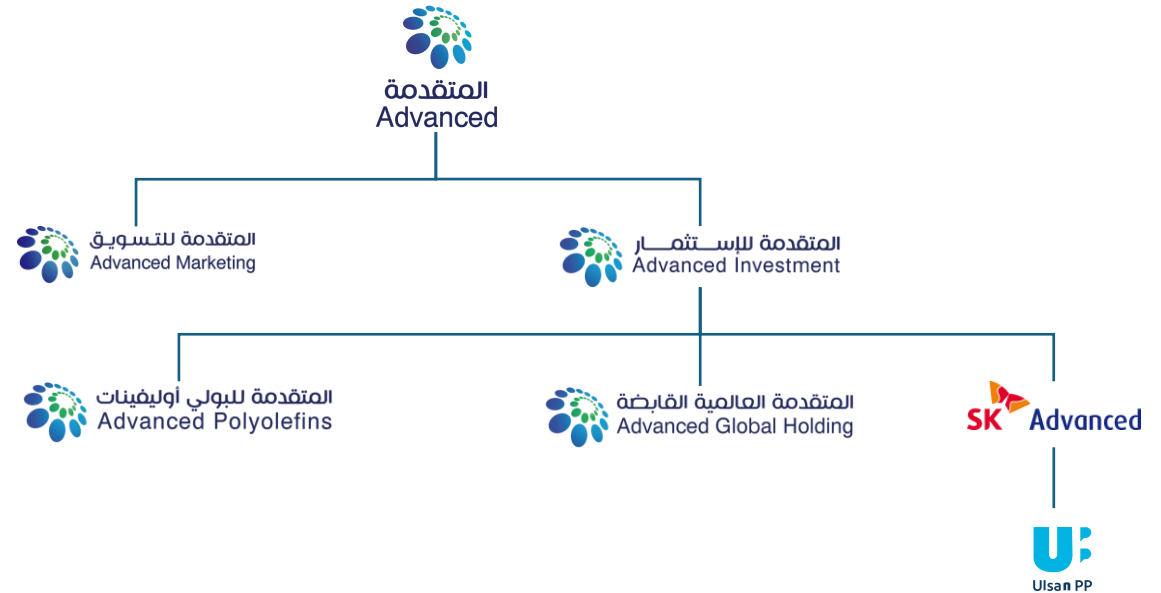 المتقدمة
Advanced
المتقدمة للتسويق
Advanced Marketing
المتقدمة للإستثمار
Advanced Investment
المتقدمة للبولي أوليفينات
Advanced Polyolefins
المتقدمة العالمية القابضة
Advanced Global Holding
SK Advanced
Ulsan PP